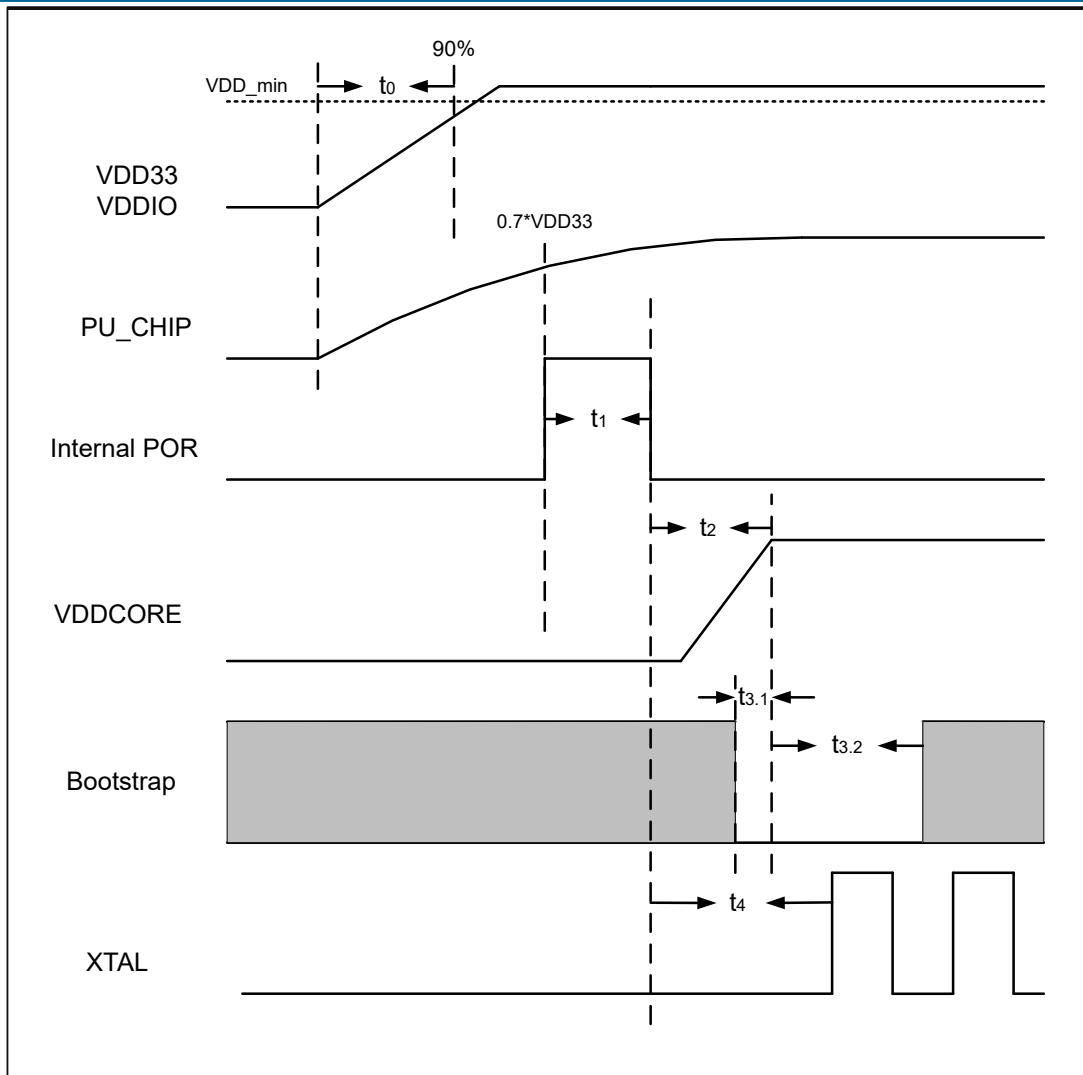 90%
VDD_min
t0
VDD33
VDDIO
0.7*VDD33
PU_CHIP
t1
Internal POR
t2
VDDCORE
t3.1
t3.2
Bootstrap
t4
XTAL